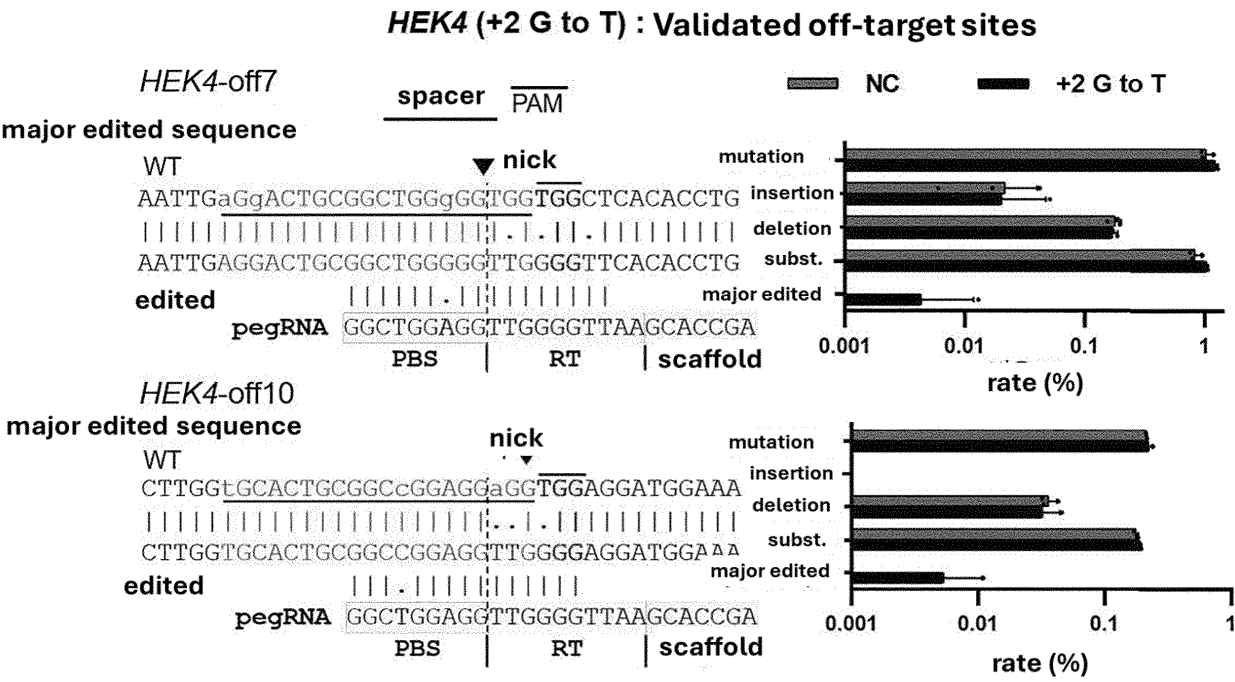 HEK4 (+2 G to T) : Validated off-target sites
NC
+2 G to T
HEK4-off7
spacer
PAM
major edited sequence
WT
nick
AATTGaGgACTGCGGCTGGgGGTGGTGGCTCACACCTG
AATTGAGGACTGCGGCTGGGGGTTGGGGTTCACACCTG
edited
pegRNA
GGCTGGAGGTTGGGGTTAAGCACCGA
PBS
RT
scaffold
mutation
insertion
deletion
subst.
major edited
0.001
0.01
0.1
1
rate (%)
HEK4-off10
major edited sequence
nick
WT
CTTGGtGCACTGCGGCcGGAGGaGGTGGAGGATGGAAA
CTTGGTGCACTGCGGCCGGAGGTTGGGGAGGATGGAAA
edited
pegRNA
GGCTGGAGGTTGGGGTTAAGCACCGA
PBS
RT
scaffold
mutation
insertion
deletion
subst.
major edited
0.001
0.01
0.1
1
rate (%)